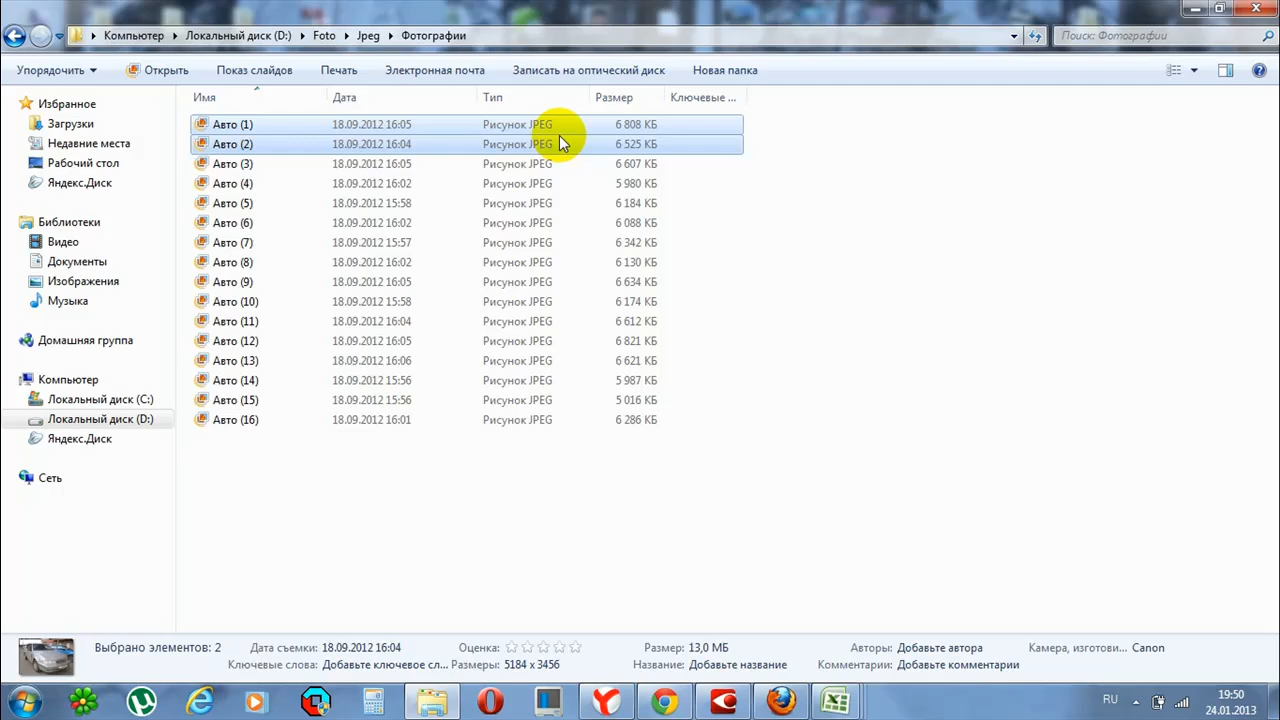 Компьютер Локальный диск (D:) Foto Jpeg Фотографии Поиск: Фотографии
Упорядочить Открыть Показ слайдов Печать Электронная почта Записать на оптический диск Новая папка
Избранное
Загрузки
Недавние места
Рабочий стол
Яндекс.Диск
Библиотеки
Видео
Документы
Изображения
Музыка
Домашняя группа
Компьютер
Локальный диск (C:)
Локальный диск (D:)
Яндекс.Диск
Сеть
Имя Дата Тип Размер Ключевые ...
Авто (1) 18.09.2012 16:05 Рисунок JPEG 6 808 КБ
Авто (2) 18.09.2012 16:04 Рисунок JPEG 6 525 КБ
Авто (3) 18.09.2012 16:05 Рисунок JPEG 6 607 КБ
Авто (4) 18.09.2012 16:02 Рисунок JPEG 5 980 КБ
Авто (5) 18.09.2012 15:58 Рисунок JPEG 6 184 КБ
Авто (6) 18.09.2012 16:02 Рисунок JPEG 6 088 КБ
Авто (7) 18.09.2012 15:57 Рисунок JPEG 6 342 КБ
Авто (8) 18.09.2012 16:02 Рисунок JPEG 6 130 КБ
Авто (9) 18.09.2012 16:05 Рисунок JPEG 6 634 КБ
Авто (10) 18.09.2012 15:58 Рисунок JPEG 6 174 КБ
Авто (11) 18.09.2012 16:04 Рисунок JPEG 6 612 КБ
Авто (12) 18.09.2012 16:05 Рисунок JPEG 6 821 КБ
Авто (13) 18.09.2012 16:06 Рисунок JPEG 6 621 КБ
Авто (14) 18.09.2012 15:56 Рисунок JPEG 5 987 КБ
Авто (15) 18.09.2012 15:56 Рисунок JPEG 5 016 КБ
Авто (16) 18.09.2012 16:01 Рисунок JPEG 6 286 КБ
Выбрано элементов: 2 Дата съемки: 18.09.2012 16:04 Оценка: Размер: 13,0 МБ Авторы: Добавьте автора Камера, изготови... Canon
Ключевые слова: Добавьте ключевое сл... Размеры: 5184 x 3456 Название: Добавьте название Комментарии: Добавьте комментарии
RU 19:50
24.01.2013